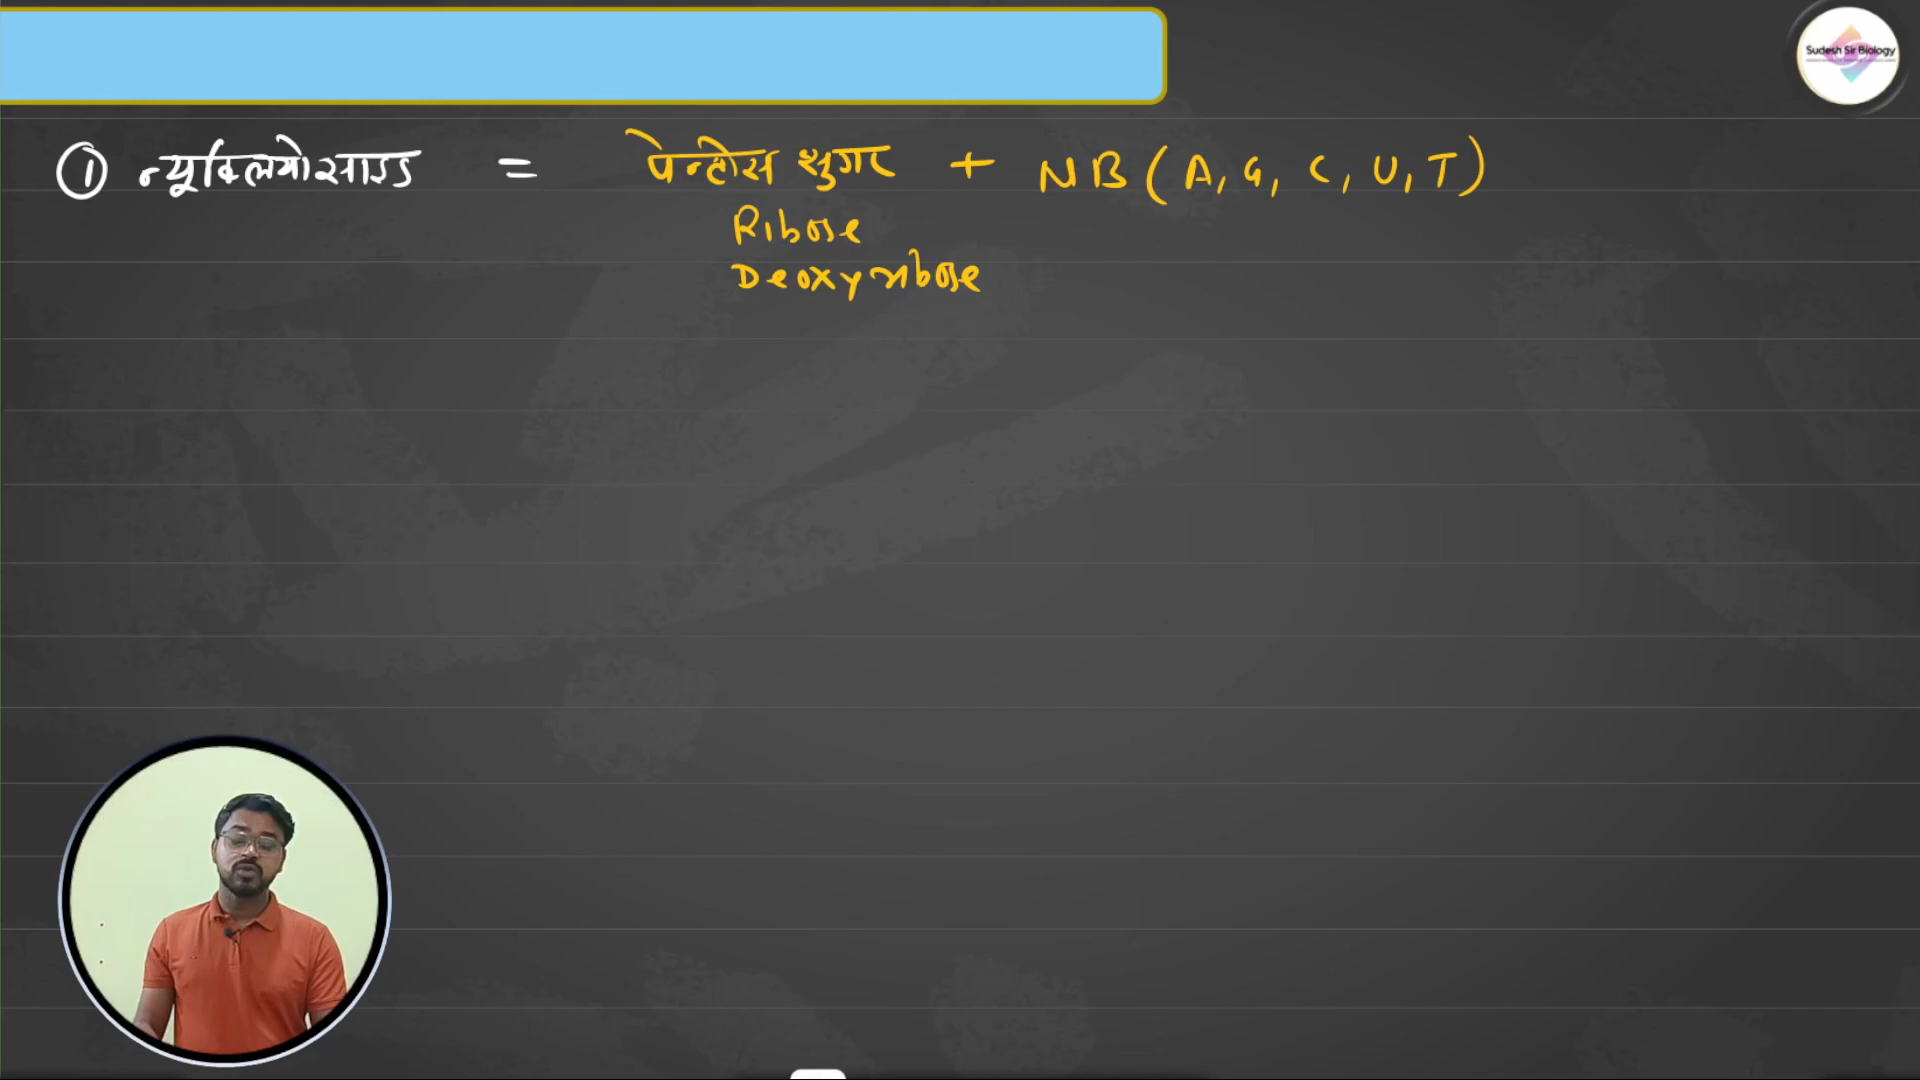 Sudesh Sir Biology
① न्यूक्लियोसाइड = पेन्टोस शुगर + NB (A, G, C, U, T)
Ribose
Deoxyribose